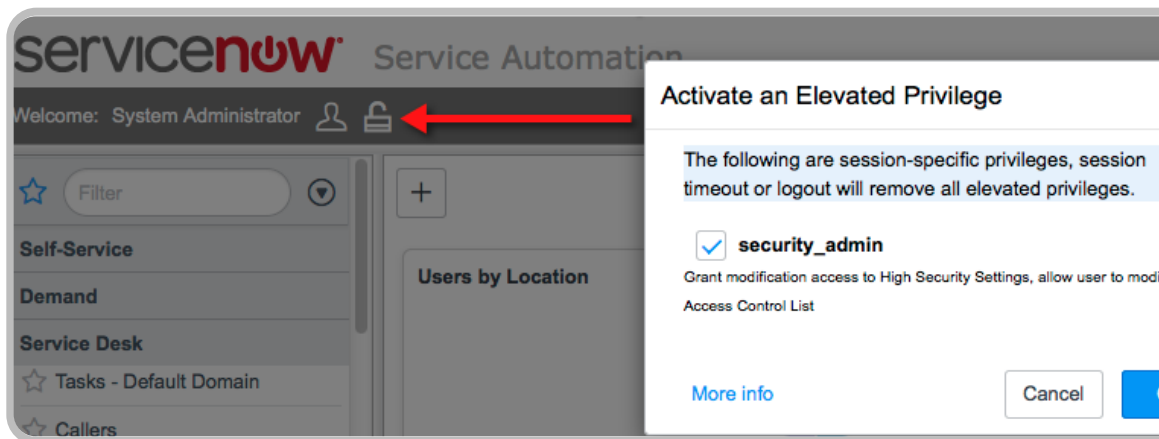 servicenow Service Automation
Welcome: System Administrator
Filter
Self-Service
Demand
Service Desk
Tasks - Default Domain
Callers
Users by Location
Activate an Elevated Privilege
The following are session-specific privileges, session
timeout or logout will remove all elevated privileges.
security_admin
Grant modification access to High Security Settings, allow user to modi
Access Control List
More info
Cancel